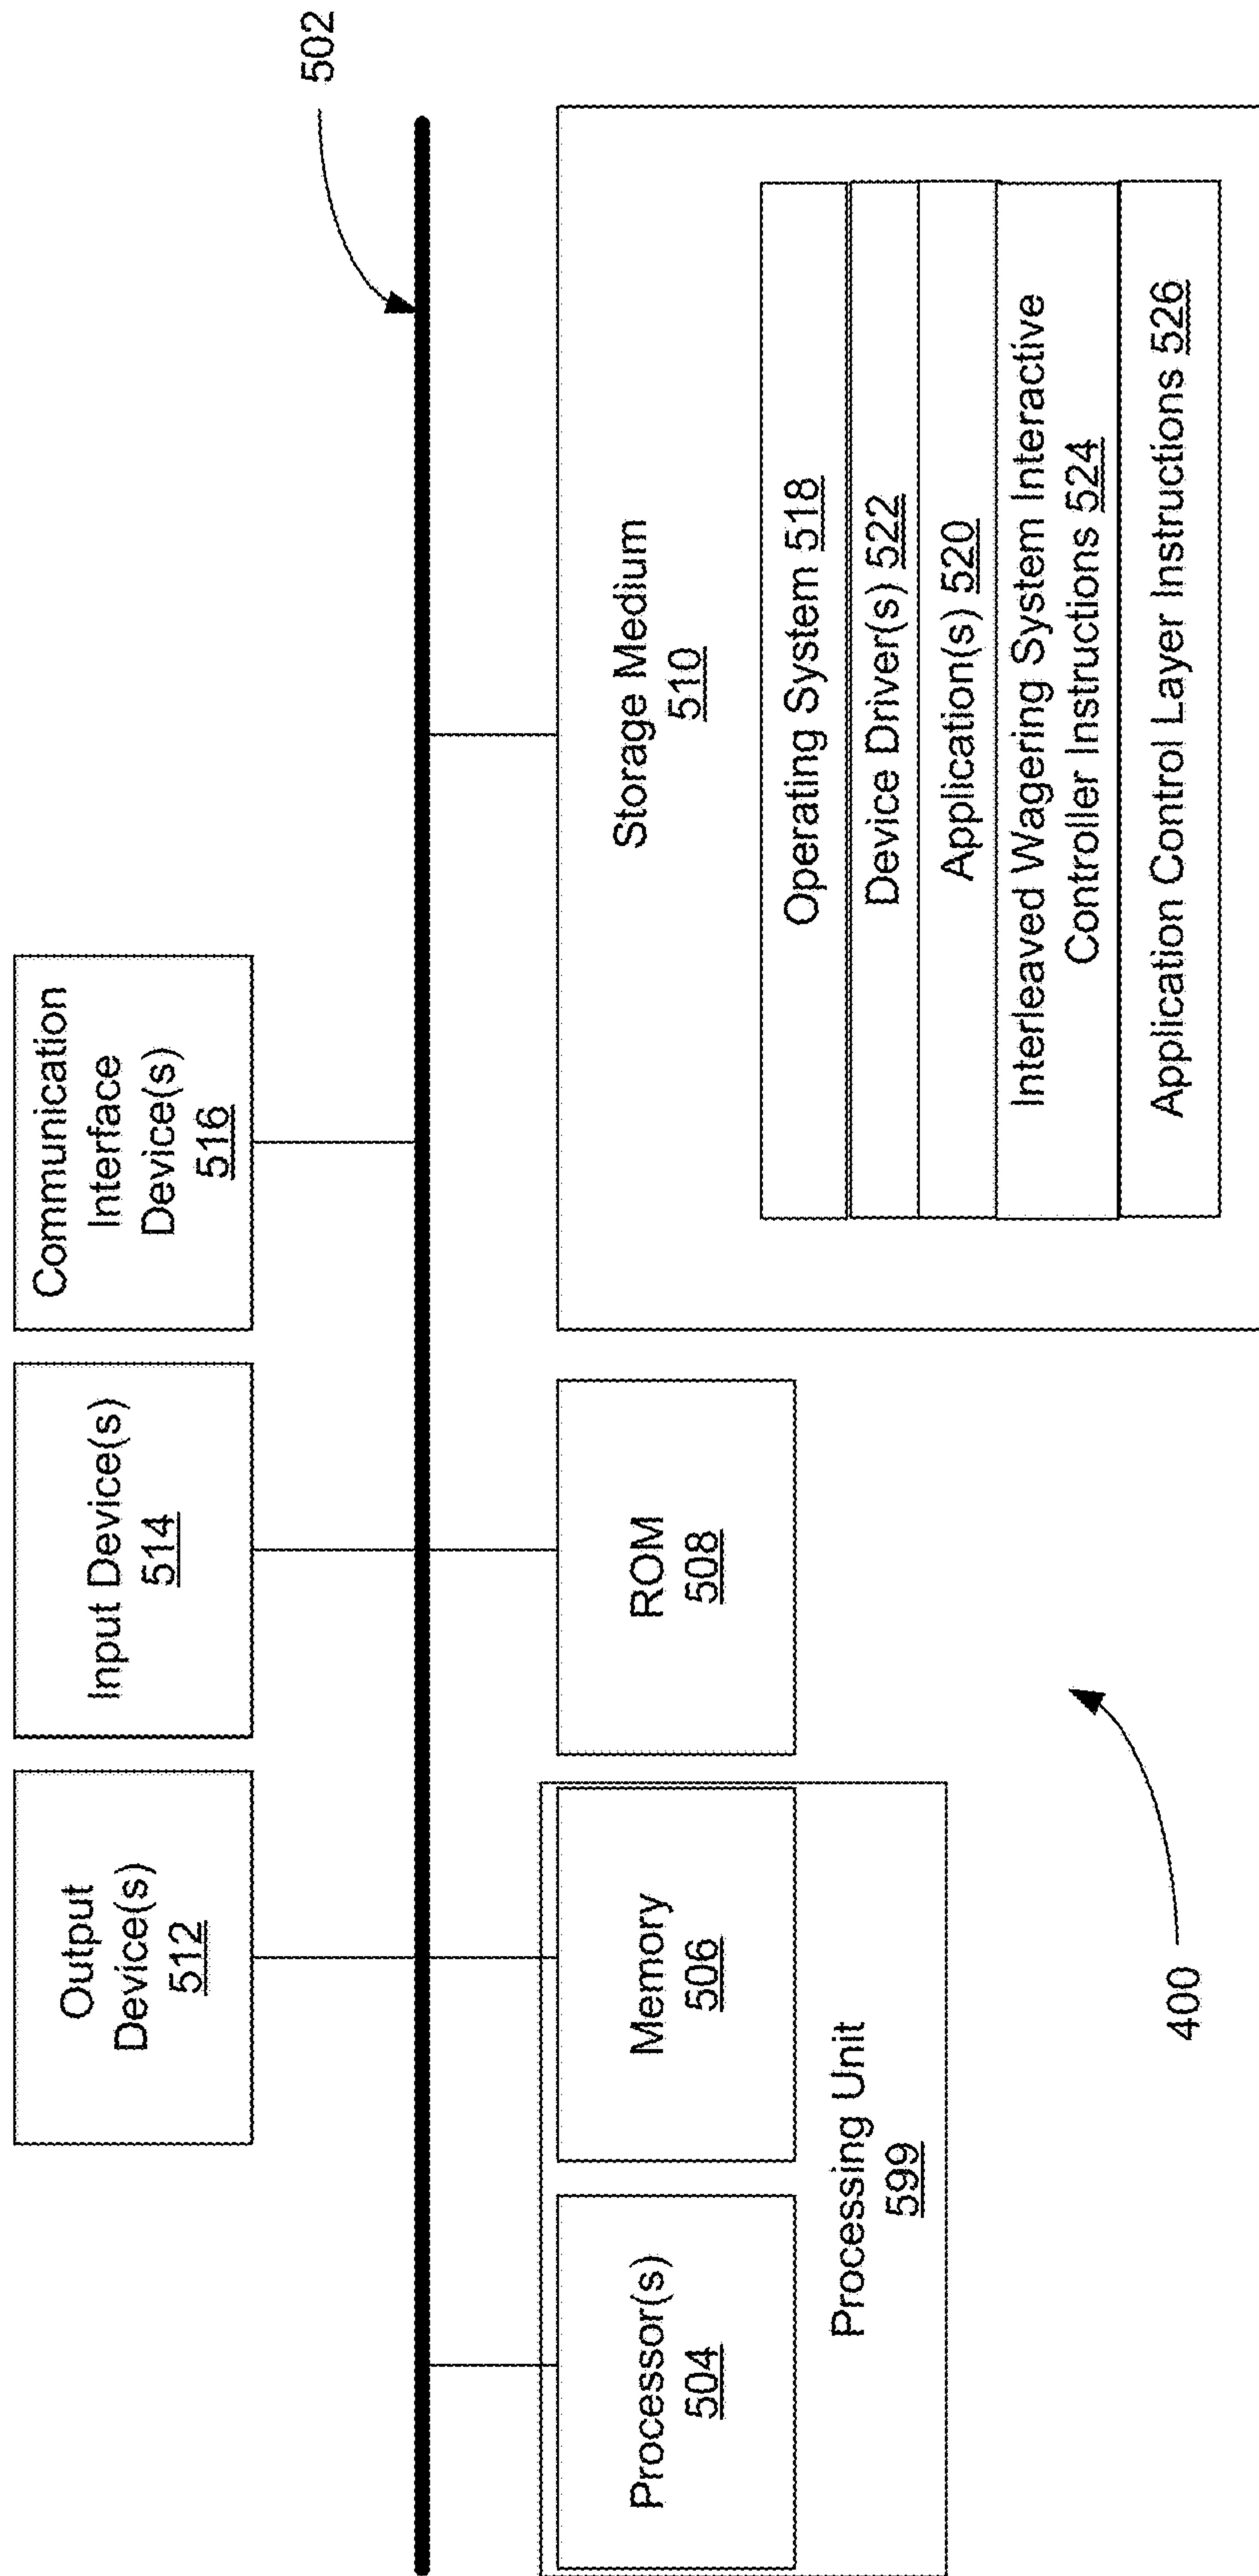 502
Output
Device(s)
512
Input Device(s)
514
Communication
Interface
Device(s)
516
Processor(s)
504
Memory
506
Processing Unit
599
ROM
508
Storage Medium
510
Operating System 518
Device Driver(s) 522
Application(s) 520
Interleaved Wagering System Interactive
Controller Instructions 524
Application Control Layer Instructions 526
400